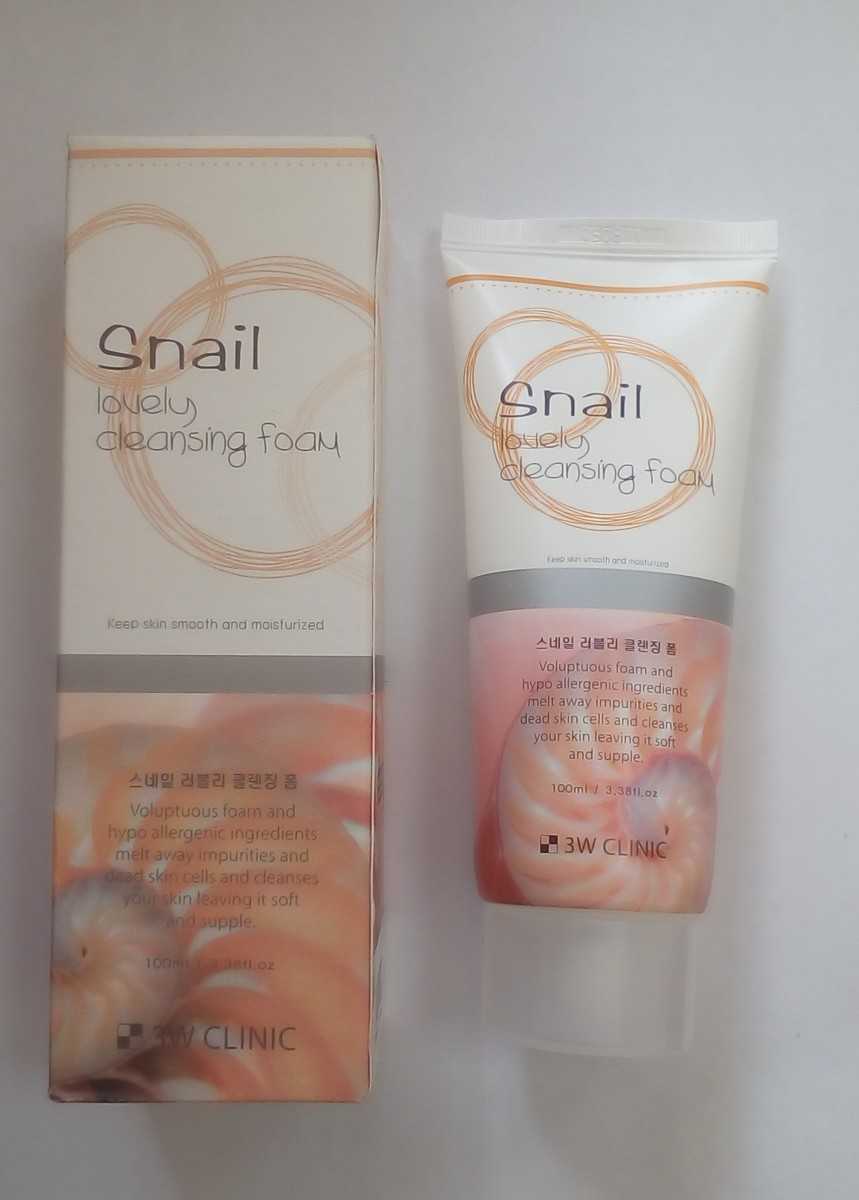 Snail
lovely
cleansing foam
Keep skin smooth and moisturized
스네일 러블리 클렌징 폼
Voluptuous foam and
hypo allergenic ingredients
melt away impurities and
dead skin cells and cleanses
your skin leaving it soft
and supple.
100ml / 3.38fl.oz
3W CLINIC
Snail
lovely
cleansing foam
Keep skin smooth and moisturized
스네일 러블리 클렌징 폼
Voluptuous foam and
hypo allergenic ingredients
melt away impurities and
dead skin cells and cleanses
your skin leaving it soft
and supple.
100ml / 3.38fl.oz
3W CLINIC